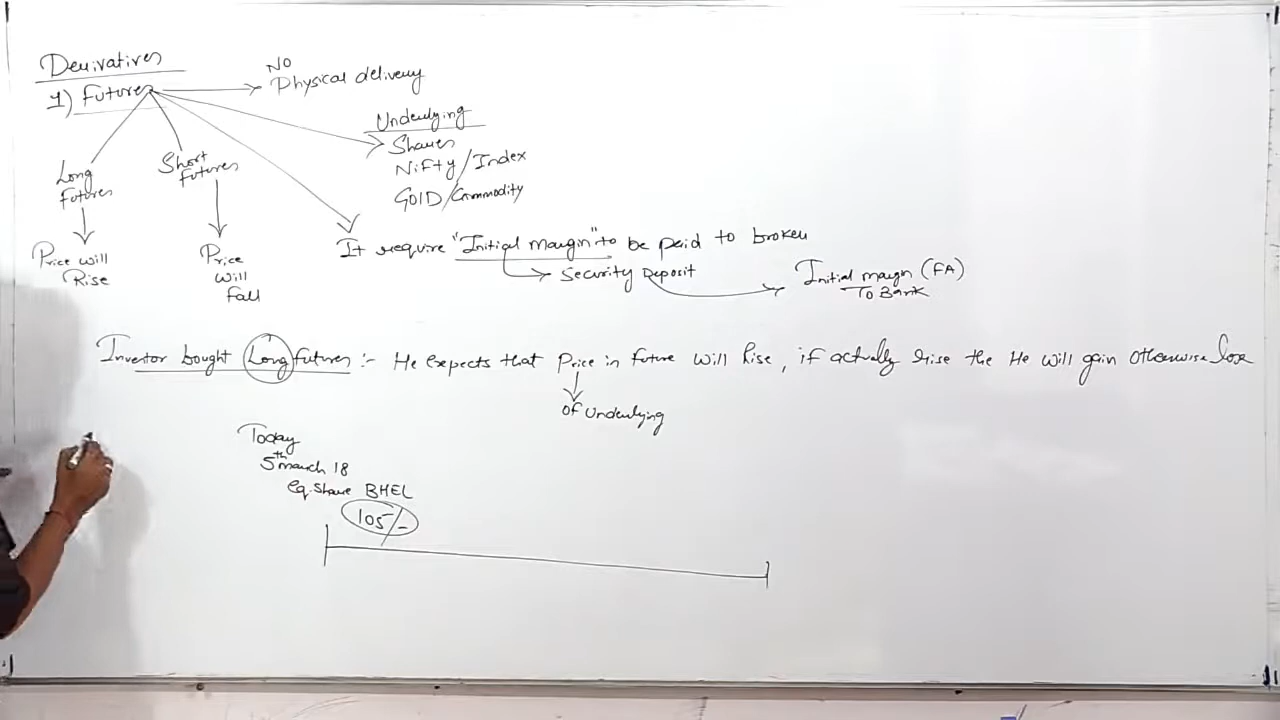 Derivatives
1) Futures
NO
Physical delivery
Underlying
Shares
Nifty/Index
GOLD/Commodity
Long
Futures
Short
Futures
Price will
Rise
Price
will
fall
It require "Initial margin" to be paid to broker
Security Deposit
Initial margin (FA)
To Bank
Investor bought Long futures :- He expects that Price in future will Rise, if actually rise the He will gain otherwise lose
of Underlying
Today
5th march 18
eq. share BHEL
105/-